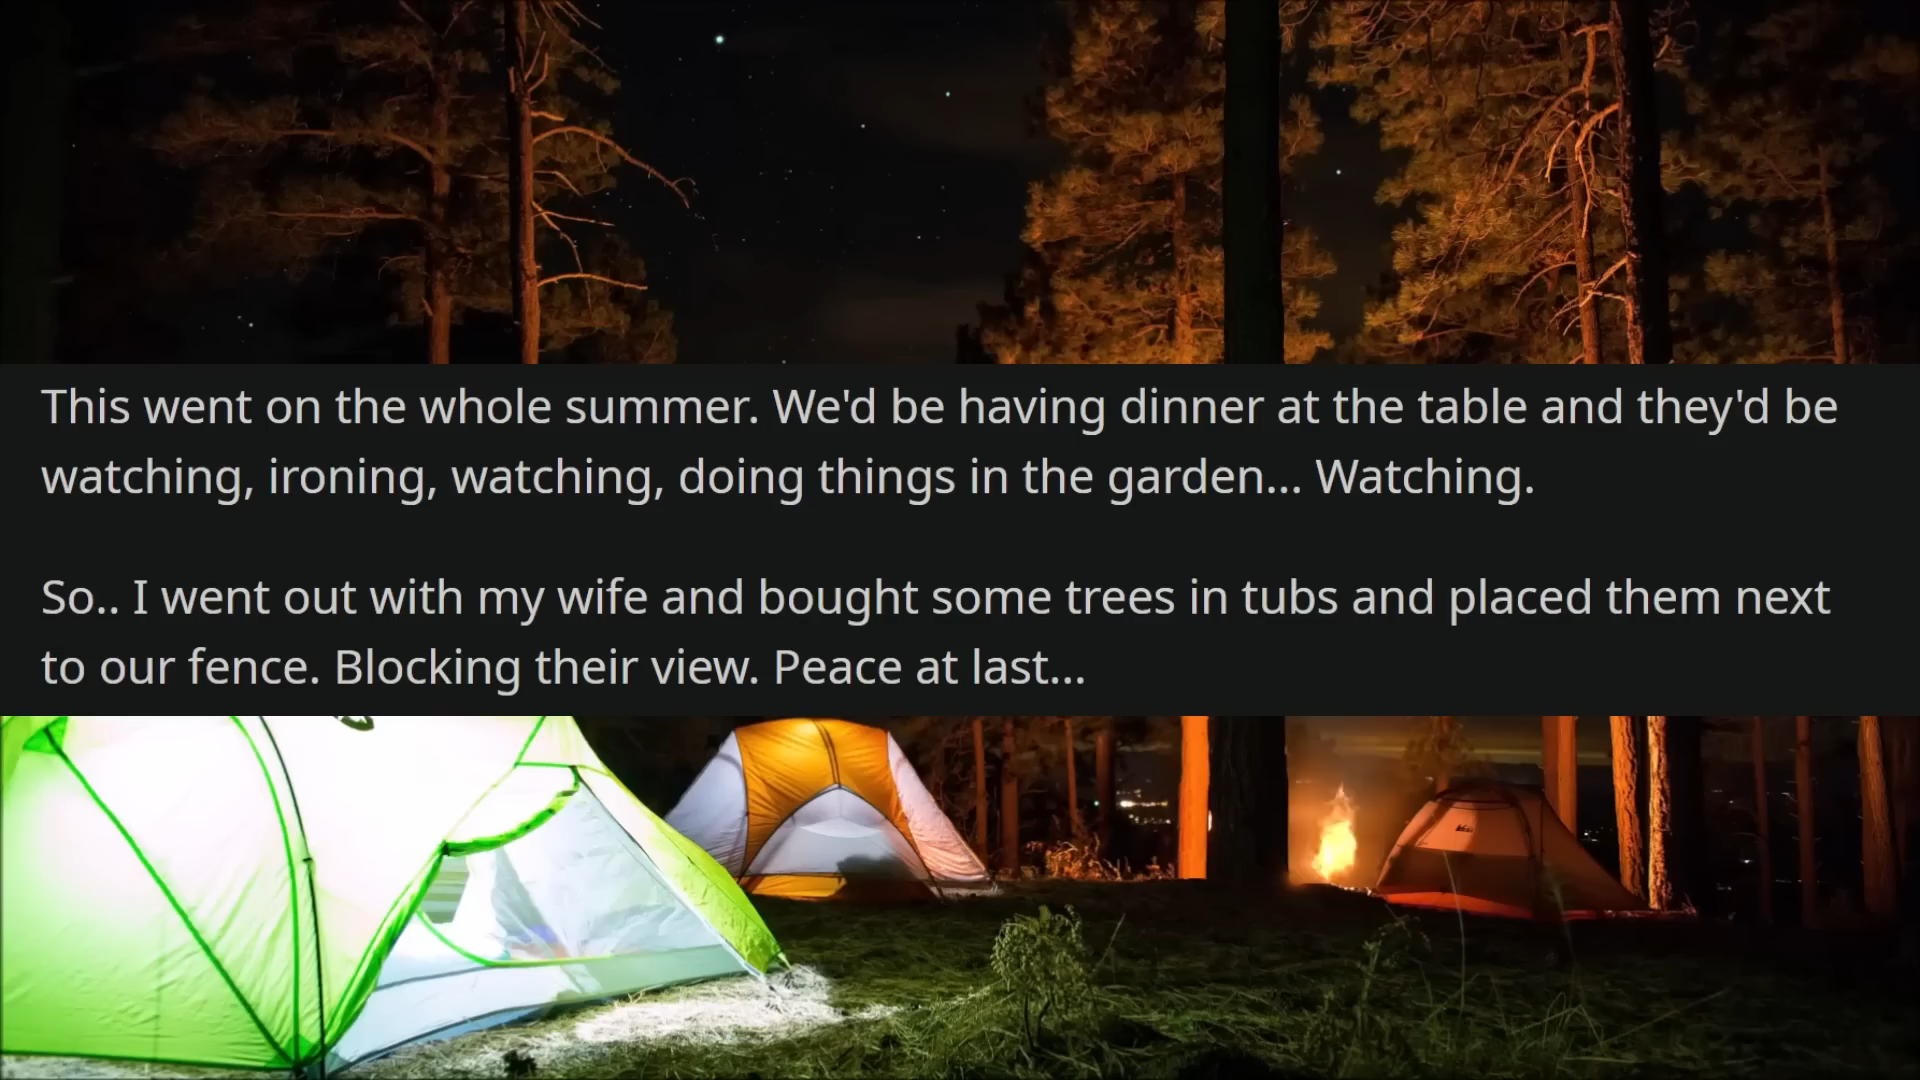 This went on the whole summer. We'd be having dinner at the table and they'd be
watching, ironing, watching, doing things in the garden... Watching.
So.. I went out with my wife and bought some trees in tubs and placed them next
to our fence. Blocking their view. Peace at last...